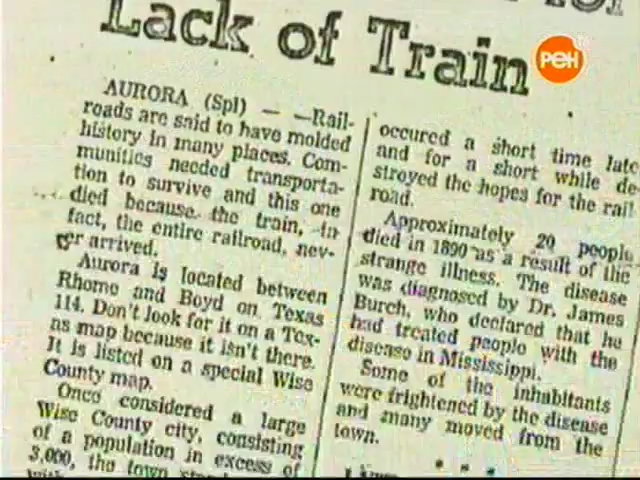 Lack of Train
РЕН
AURORA (Spl) — —Rail-
roads are said to have molded
history in many places. Com-
munities needed transporta-
tion to survive and this one
died because the train, in
fact, the entire railroad, nev-
er arrived.
Aurora is located between
Rhome and Boyd on Texas
114. Don't look for it on a Tex-
as map because it isn't there.
It is listed on a special Wise
County map.
Once considered a large
Wise County city, consisting
of a population in excess of
3,000, the town
occured a short time late
and for a short while de-
stroyed the hopes for the rail
road.
Approximately 20 people
died in 1890 as a result of the
strange illness. The disease
was diagnosed by Dr. James
Burch, who declared that he
had treated people with the
disease in Mississippi.
Some of the inhabitants
were frightened by the disease
and many moved from the
town.
* * *